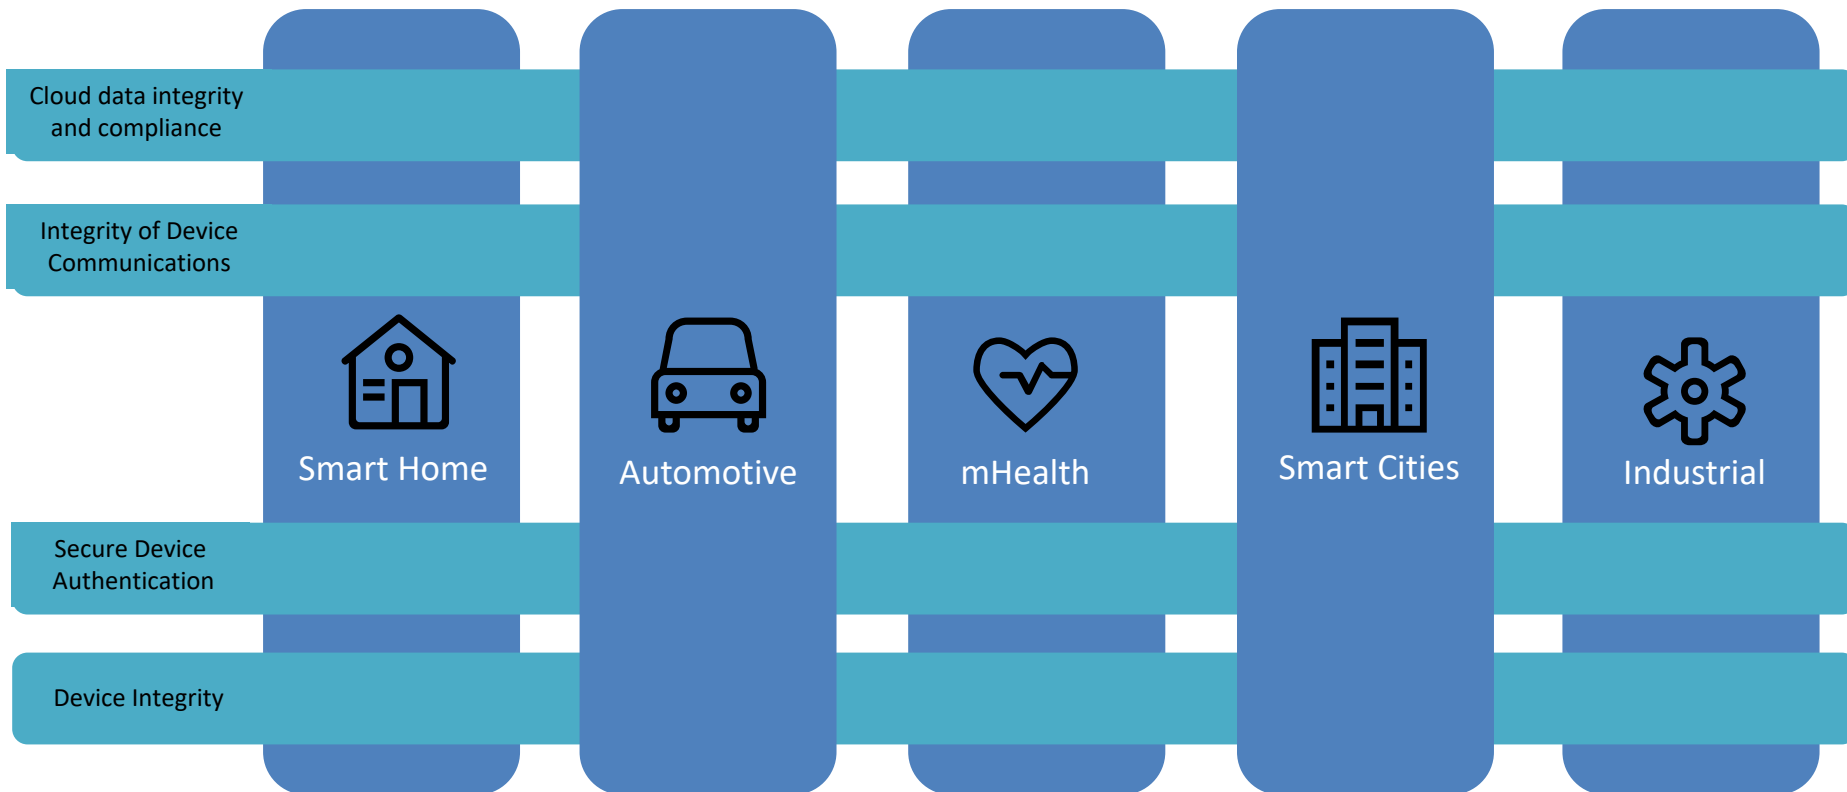 Cloud data integrity
and compliance
Integrity of Device
Communications
Smart Home
Automotive
mHealth
Smart Cities
Industrial
Secure Device
Authentication
Device Integrity